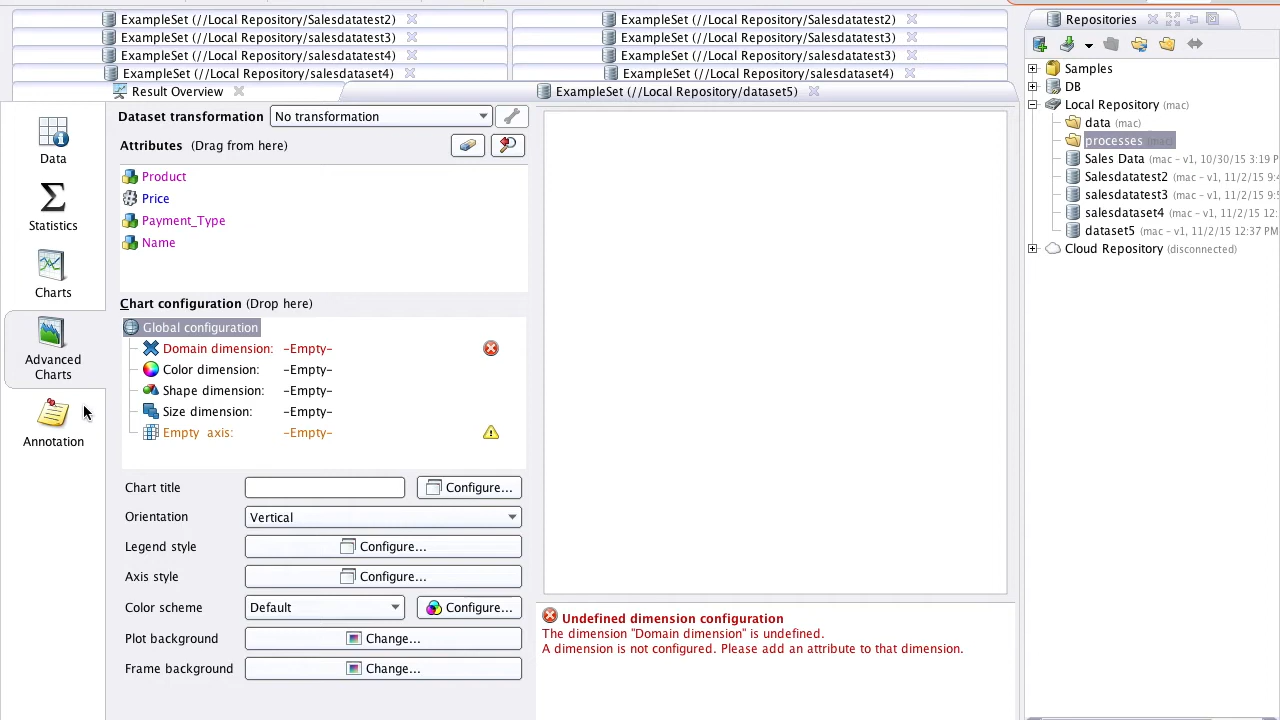 ExampleSet (//Local Repository/Salesdatatest2)
ExampleSet (//Local Repository/Salesdatatest2)
ExampleSet (//Local Repository/salesdatatest3)
ExampleSet (//Local Repository/Salesdatatest3)
ExampleSet (//Local Repository/salesdatatest4)
ExampleSet (//Local Repository/salesdatatest3)
ExampleSet (//Local Repository/salesdataset4)
ExampleSet (//Local Repository/salesdataset4)
Result Overview
ExampleSet (//Local Repository/dataset5)
Data
Statistics
Charts
Advanced
Charts
Annotation
Dataset transformation No transformation
Attributes (Drag from here)
Product
Price
Payment_Type
Name
Chart configuration (Drop here)
Global configuration
Domain dimension: -Empty-
Color dimension: -Empty-
Shape dimension: -Empty-
Size dimension: -Empty-
Empty axis: -Empty-
Chart title Configure...
Orientation Vertical
Legend style Configure...
Axis style Configure...
Color scheme Default Configure...
Plot background Change...
Frame background Change...
Undefined dimension configuration
The dimension "Domain dimension" is undefined.
A dimension is not configured. Please add an attribute to that dimension.
Repositories
Samples
DB
Local Repository (mac)
data (mac)
processes (mac)
Sales Data (mac - v1, 10/30/15 3:19 P
Salesdatatest2 (mac - v1, 11/2/15 9:4
salesdatatest3 (mac - v1, 11/2/15 9:5
salesdataset4 (mac - v1, 11/2/15 12:
dataset5 (mac - v1, 11/2/15 12:37 PM
Cloud Repository (disconnected)